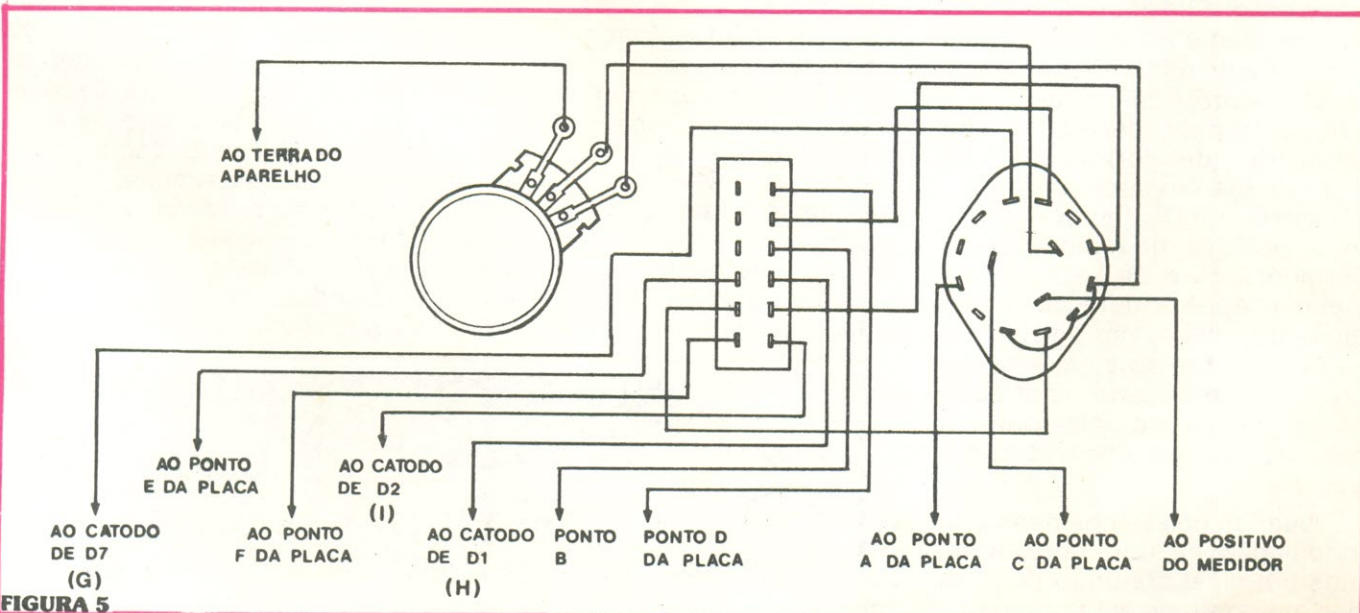 AO TERRA DO
APARELHO
AO PONTO
E DA PLACA
AO CATODO
DE D2
(I)
AO CATODO
DE D7
(G)
AO PONTO
F DA PLACA
AO CATODO
DE D1
(H)
PONTO
B
PONTO D
DA PLACA
AO PONTO
A DA PLACA
AO PONTO
C DA PLACA
AO POSITIVO
DO MEDIDOR
FIGURA 5